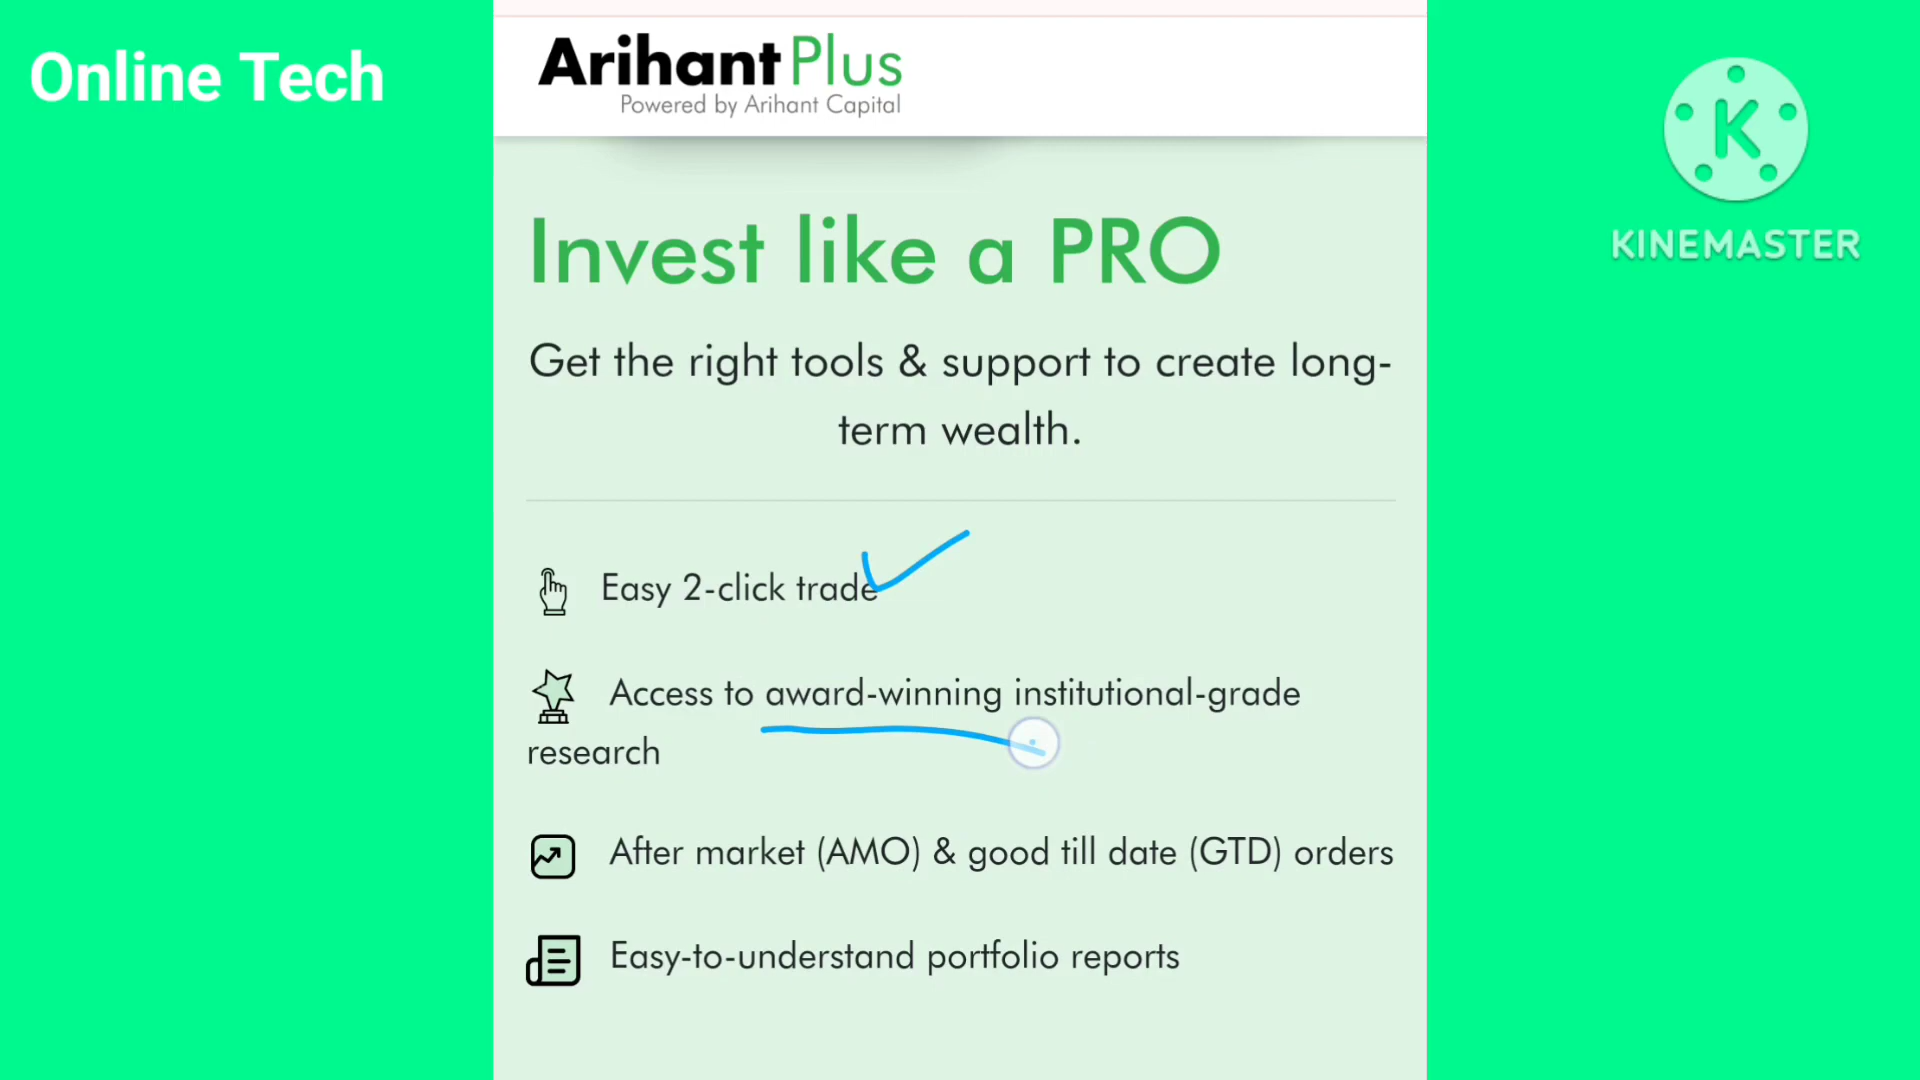 Online Tech
Arihant Plus
Powered by Arihant Capital
K
KINEMASTER
Invest like a PRO
Get the right tools & support to create long-
term wealth.
Easy 2-click trade
Access to award-winning institutional-grade
research
After market (AMO) & good till date (GTD) orders
Easy-to-understand portfolio reports